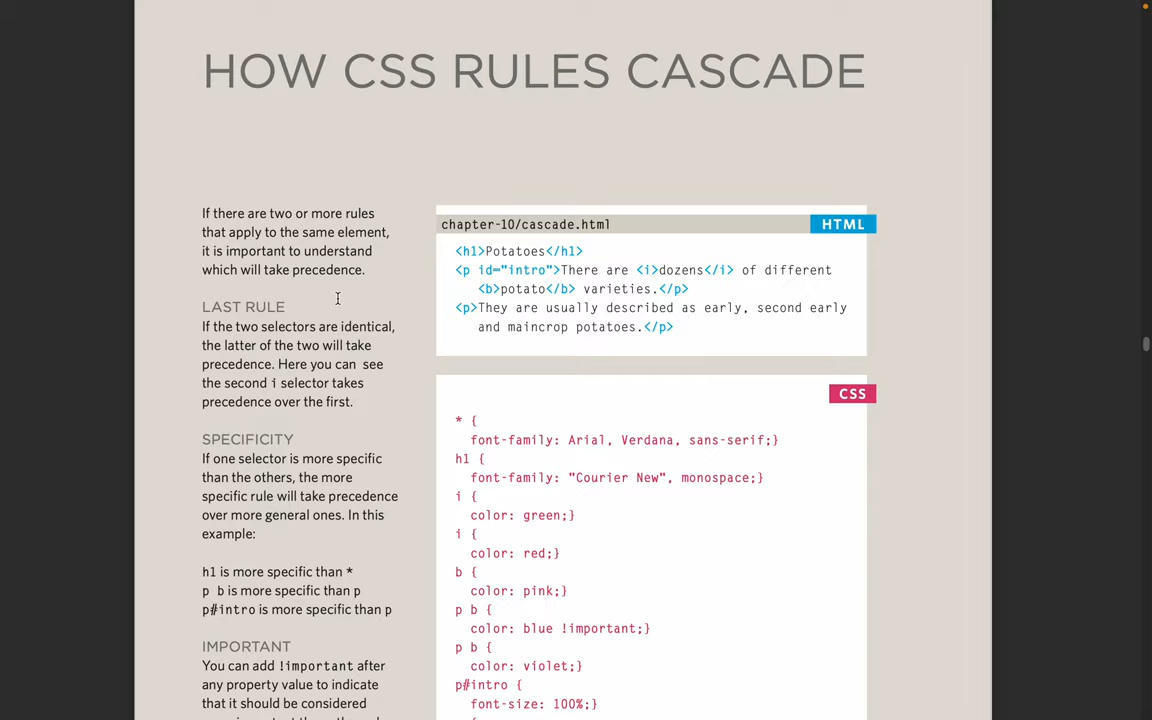 HOW CSS RULES CASCADE
If there are two or more rules
that apply to the same element,
it is important to understand
which will take precedence.
LAST RULE
If the two selectors are identical,
the latter of the two will take
precedence. Here you can  see
the second i selector takes
precedence over the first.
SPECIFICITY
If one selector is more specific
than the others, the more
specific rule will take precedence
over more general ones. In this
example:
h1 is more specific than *
p b is more specific than p
p#intro is more specific than p
IMPORTANT
You can add !important after
any property value to indicate
that it should be considered
chapter-10/cascade.html
HTML
<h1>Potatoes</h1>
<p id="intro">There are <i>dozens</i> of different
<b>potato</b> varieties.</p>
<p>They are usually described as early, second early
and maincrop potatoes.</p>
CSS
* {
font-family: Arial, Verdana, sans-serif;}
h1 {
font-family: "Courier New", monospace;}
i {
color: green;}
i {
color: red;}
b {
color: pink;}
p b {
color: blue !important;}
p b {
color: violet;}
p#intro {
font-size: 100%;}